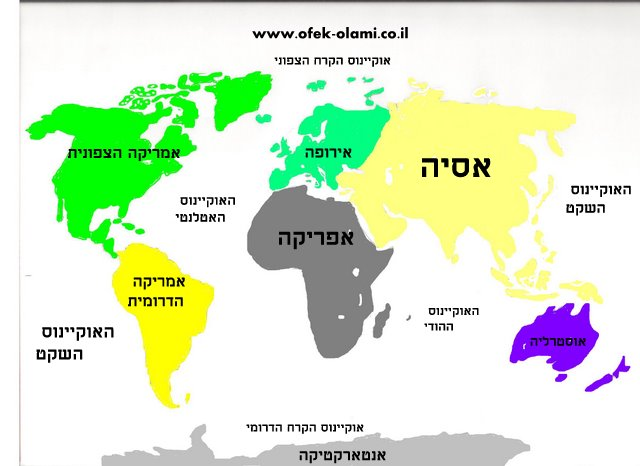 www.ofek-olami.co.il
אוקיינוס הקרח הצפוני
אמריקה הצפונית
אירופה
אסיה
האוקיינוס
האטלנטי
האוקיינוס
השקט
אפריקה
אמריקה
הדרומית
האוקיינוס
ההודי
האוקיינוס
השקט
אוסטרליה
אוקיינוס הקרח הדרומי
אנטארקטיקה